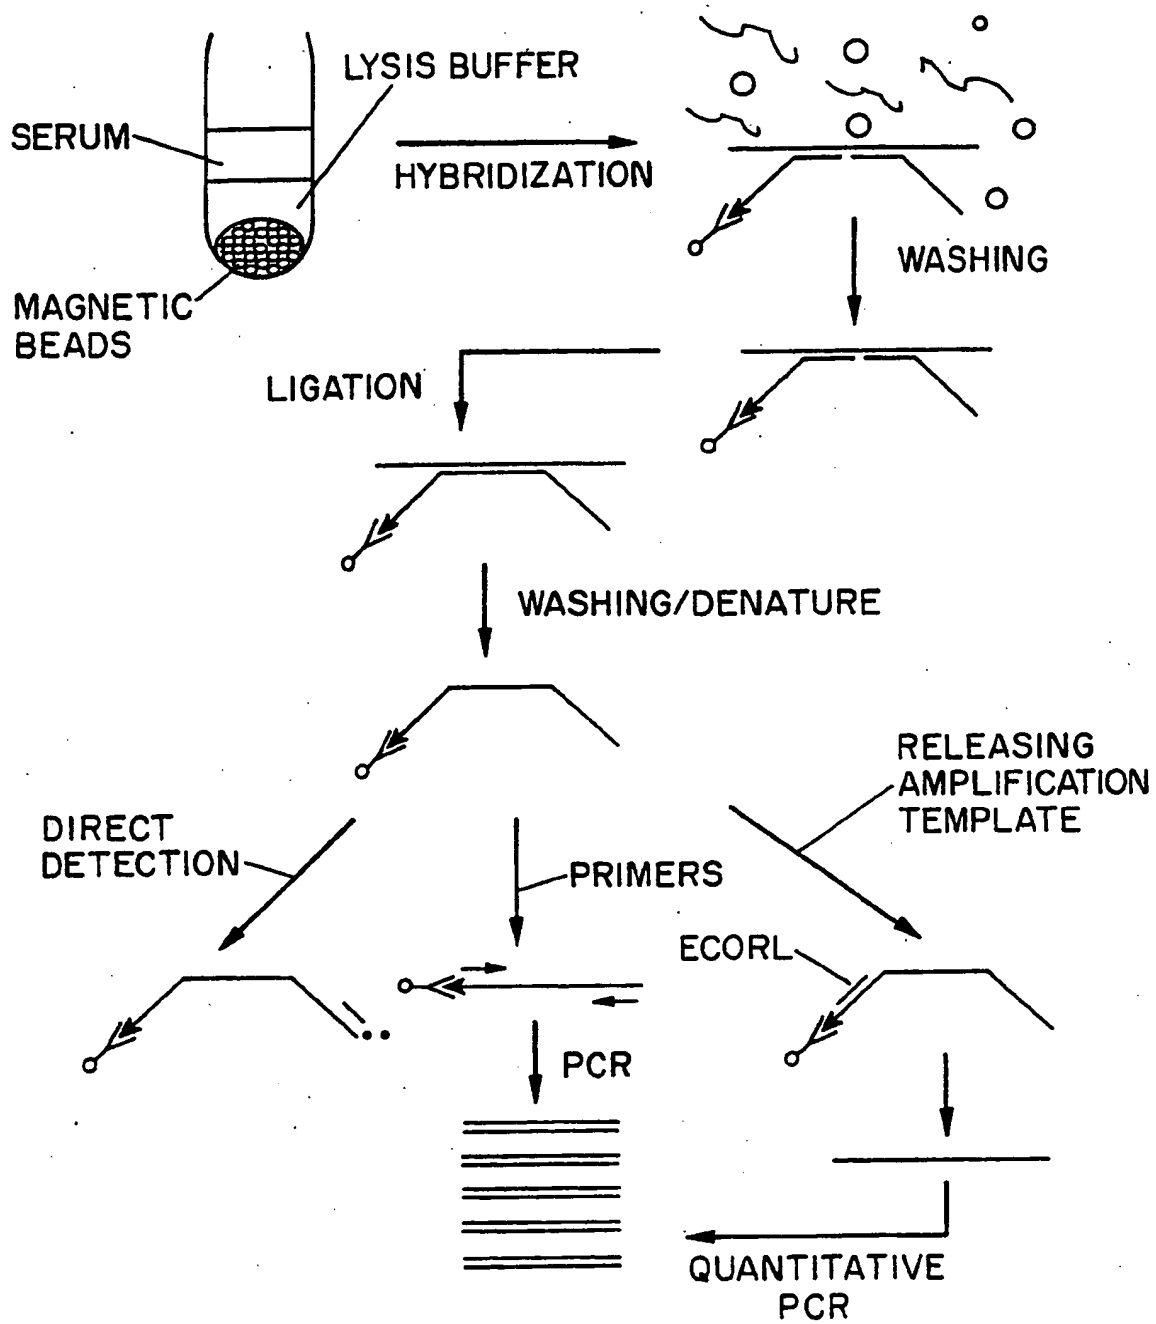 LYSIS BUFFER
SERUM
HYBRIDIZATION
MAGNETIC
BEADS
WASHING
LIGATION
WASHING/DENATURE
RELEASING
AMPLIFICATION
TEMPLATE
DIRECT
DETECTION
PRIMERS
ECORL
PCR
QUANTITATIVE
PCR